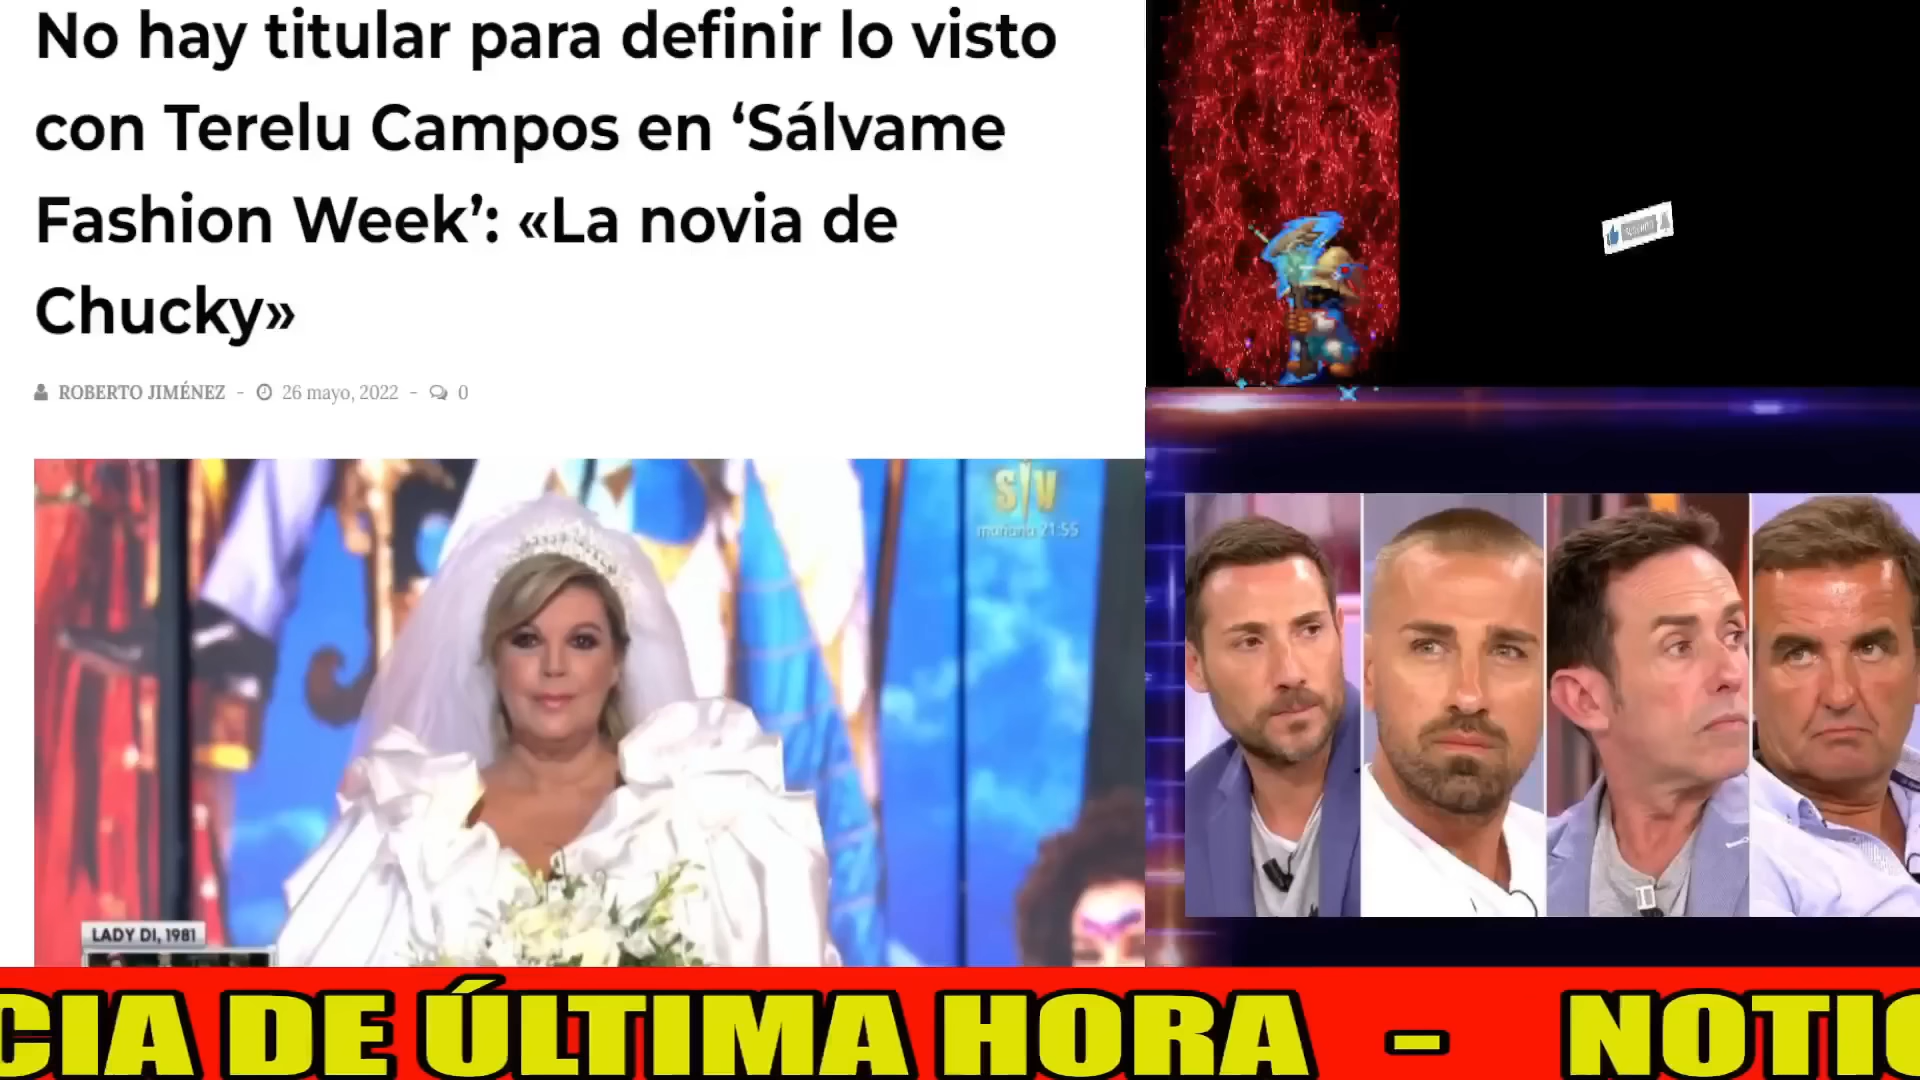 No hay titular para definir lo visto
con Terelu Campos en ‘Sálvame
Fashion Week’: «La novia de
Chucky»
ROBERTO JIMÉNEZ - 26 mayo, 2022 - 0
S V
mañana 21:55
LADY DI, 1981
CIA DE ÚLTIMA HORA - NOTIC